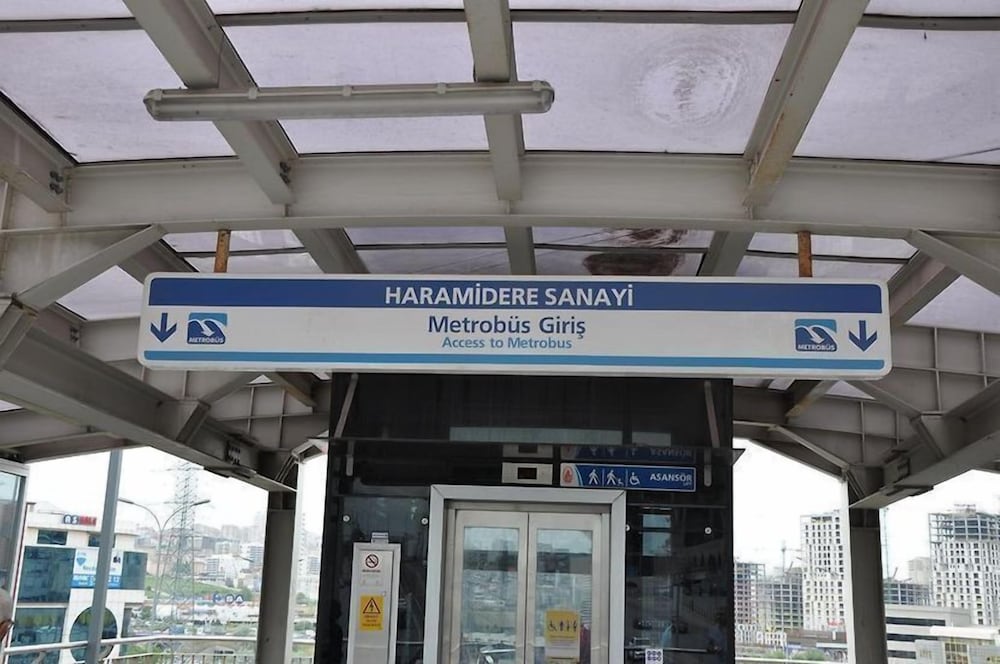 HARAMİDERE SANAYİ
Metrobüs Giriş
Access to Metrobus
METROBÜS
METROBÜS
ASANSÖR